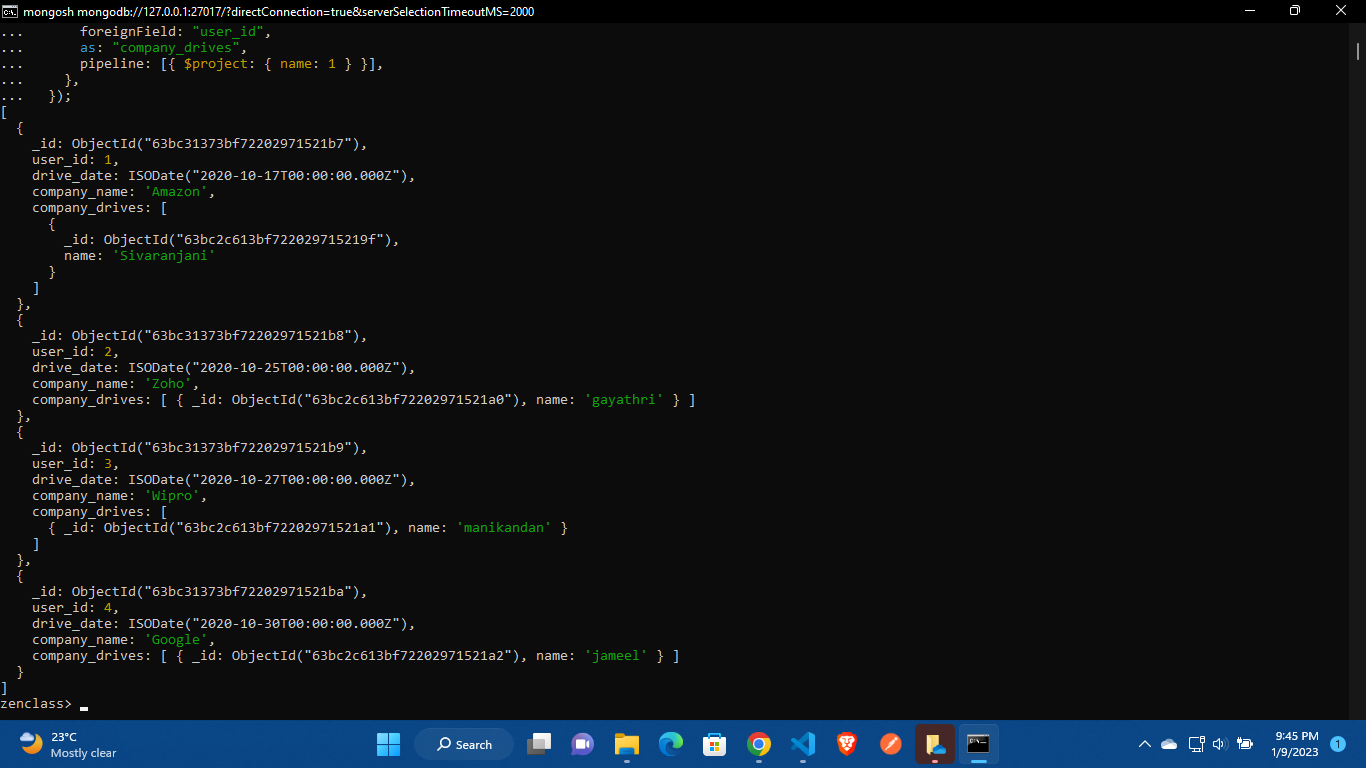 mongosh mongodb://127.0.0.1:27017/?directConnection=true&serverSelectionTimeoutMS=2000
...       foreignField: "user_id",
...       as: "company_drives",
...       pipeline: [{ $project: { name: 1 } }],
...     },
...   });
[
  {
    _id: ObjectId("63bc31373bf72202971521b7"),
    user_id: 1,
    drive_date: ISODate("2020-10-17T00:00:00.000Z"),
    company_name: 'Amazon',
    company_drives: [
      {
        _id: ObjectId("63bc2c613bf722029715219f"),
        name: 'Sivaranjani'
      }
    ]
  },
  {
    _id: ObjectId("63bc31373bf72202971521b8"),
    user_id: 2,
    drive_date: ISODate("2020-10-25T00:00:00.000Z"),
    company_name: 'Zoho',
    company_drives: [ { _id: ObjectId("63bc2c613bf72202971521a0"), name: 'gayathri' } ]
  },
  {
    _id: ObjectId("63bc31373bf72202971521b9"),
    user_id: 3,
    drive_date: ISODate("2020-10-27T00:00:00.000Z"),
    company_name: 'Wipro',
    company_drives: [
      { _id: ObjectId("63bc2c613bf72202971521a1"), name: 'manikandan' }
    ]
  },
  {
    _id: ObjectId("63bc31373bf72202971521ba"),
    user_id: 4,
    drive_date: ISODate("2020-10-30T00:00:00.000Z"),
    company_name: 'Google',
    company_drives: [ { _id: ObjectId("63bc2c613bf72202971521a2"), name: 'jameel' } ]
  }
]
zenclass>
23°C
Mostly clear
Search
9:45 PM
1/9/2023
1